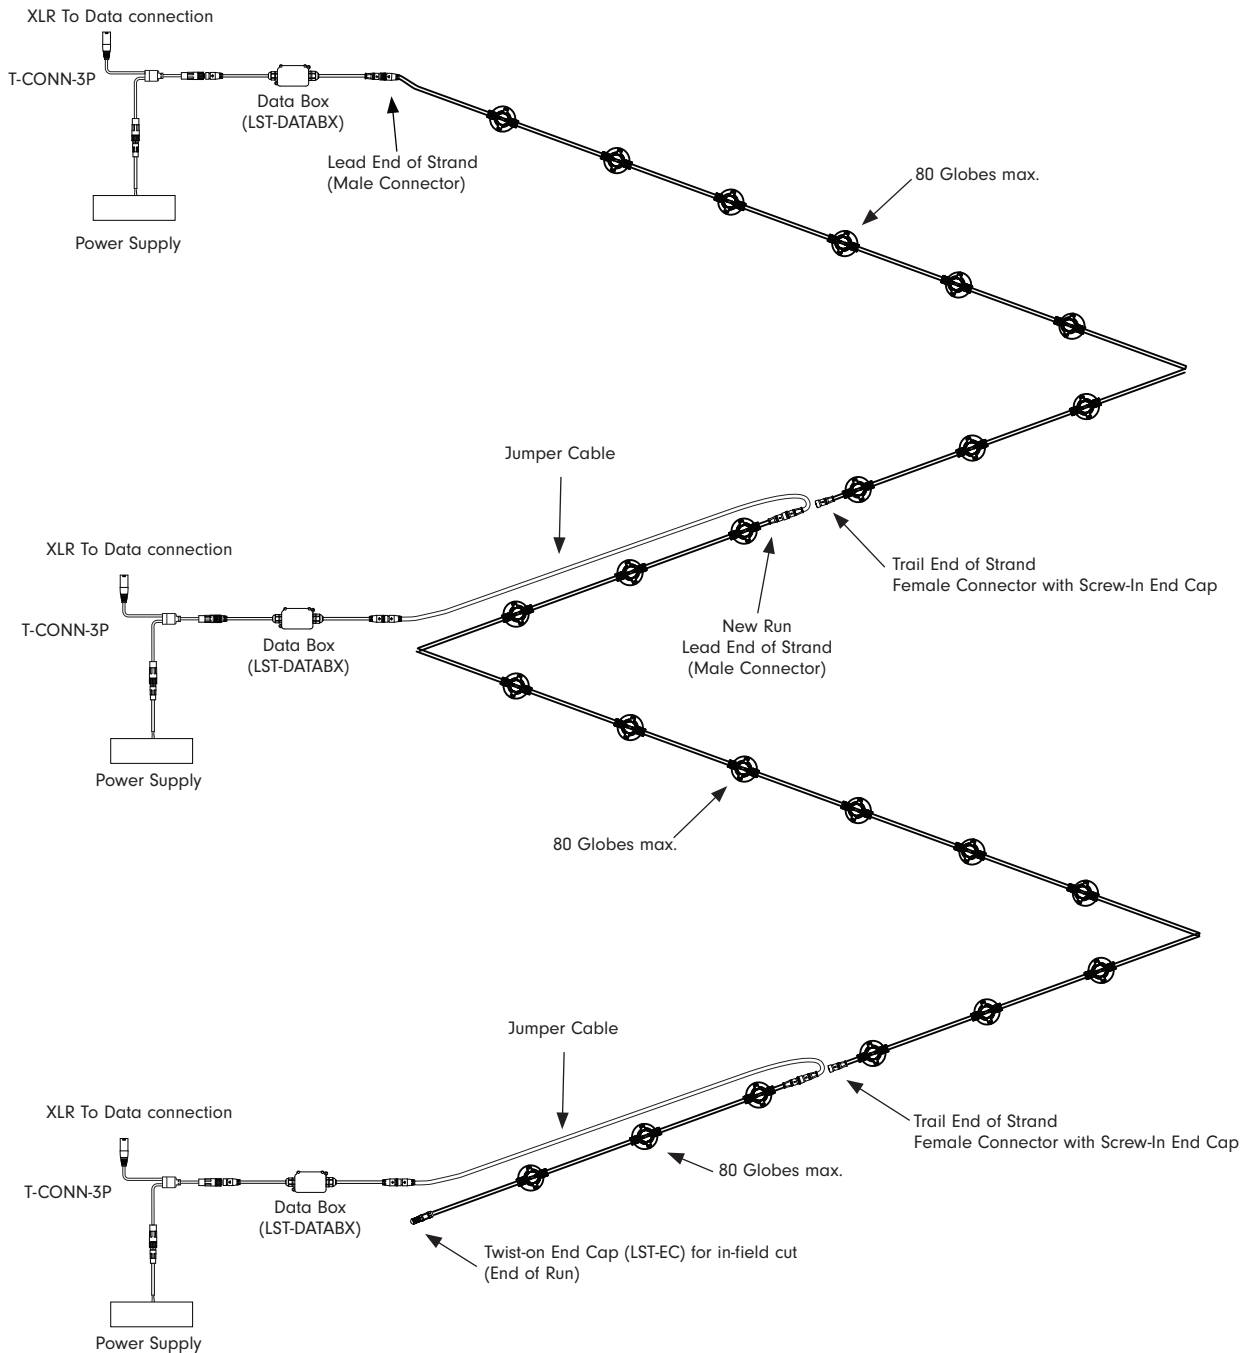 XLR To Data connection
T-CONN-3P
Data Box
(LST-DATABX)
Lead End of Strand
(Male Connector)
80 Globes max.
Power Supply
Jumper Cable
XLR To Data connection
Trail End of Strand
Female Connector with Screw-In End Cap
T-CONN-3P
New Run
Lead End of Strand
(Male Connector)
Data Box
(LST-DATABX)
Power Supply
80 Globes max.
Jumper Cable
XLR To Data connection
Trail End of Strand
Female Connector with Screw-In End Cap
80 Globes max.
T-CONN-3P
Data Box
(LST-DATABX)
Twist-on End Cap (LST-EC) for in-field cut
(End of Run)
Power Supply